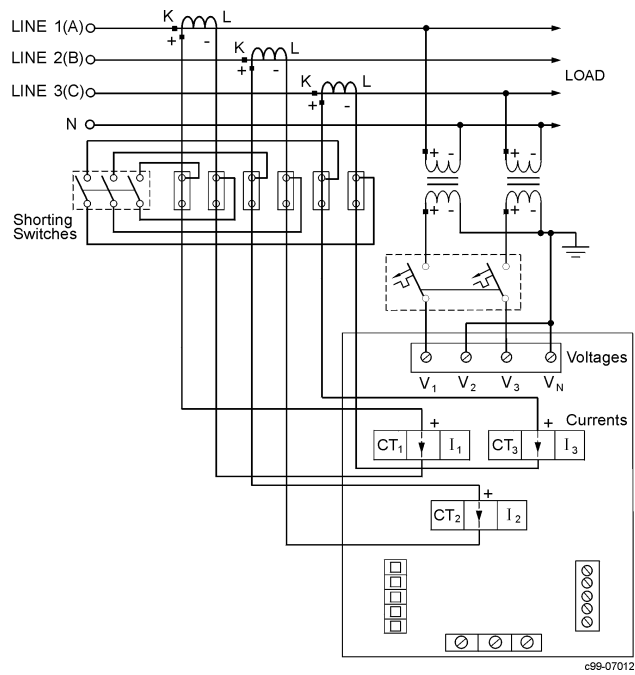 K L
LINE 1(A)
+ -
K L
LINE 2(B)
+ -
K L
LINE 3(C)
+ -
LOAD
N
+ - + -
+ - + -
Shorting
Switches
Voltages
V1 V2 V3 VN
Currents
+ +
CT1 I1 CT3 I3
+
CT2 I2
c99-07012